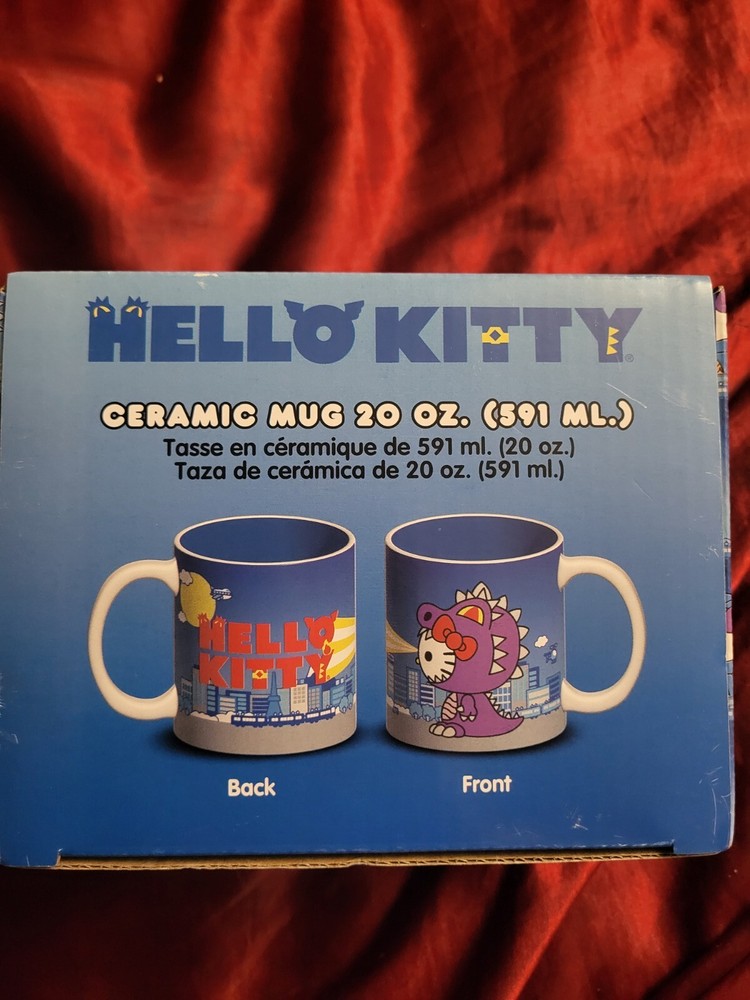 HELLO KITTY®
CERAMIC MUG 20 OZ. (591 ML.)
Tasse en céramique de 591 ml. (20 oz.)
Taza de cerámica de 20 oz. (591 ml.)
HELLO
KITTY
Back
Front